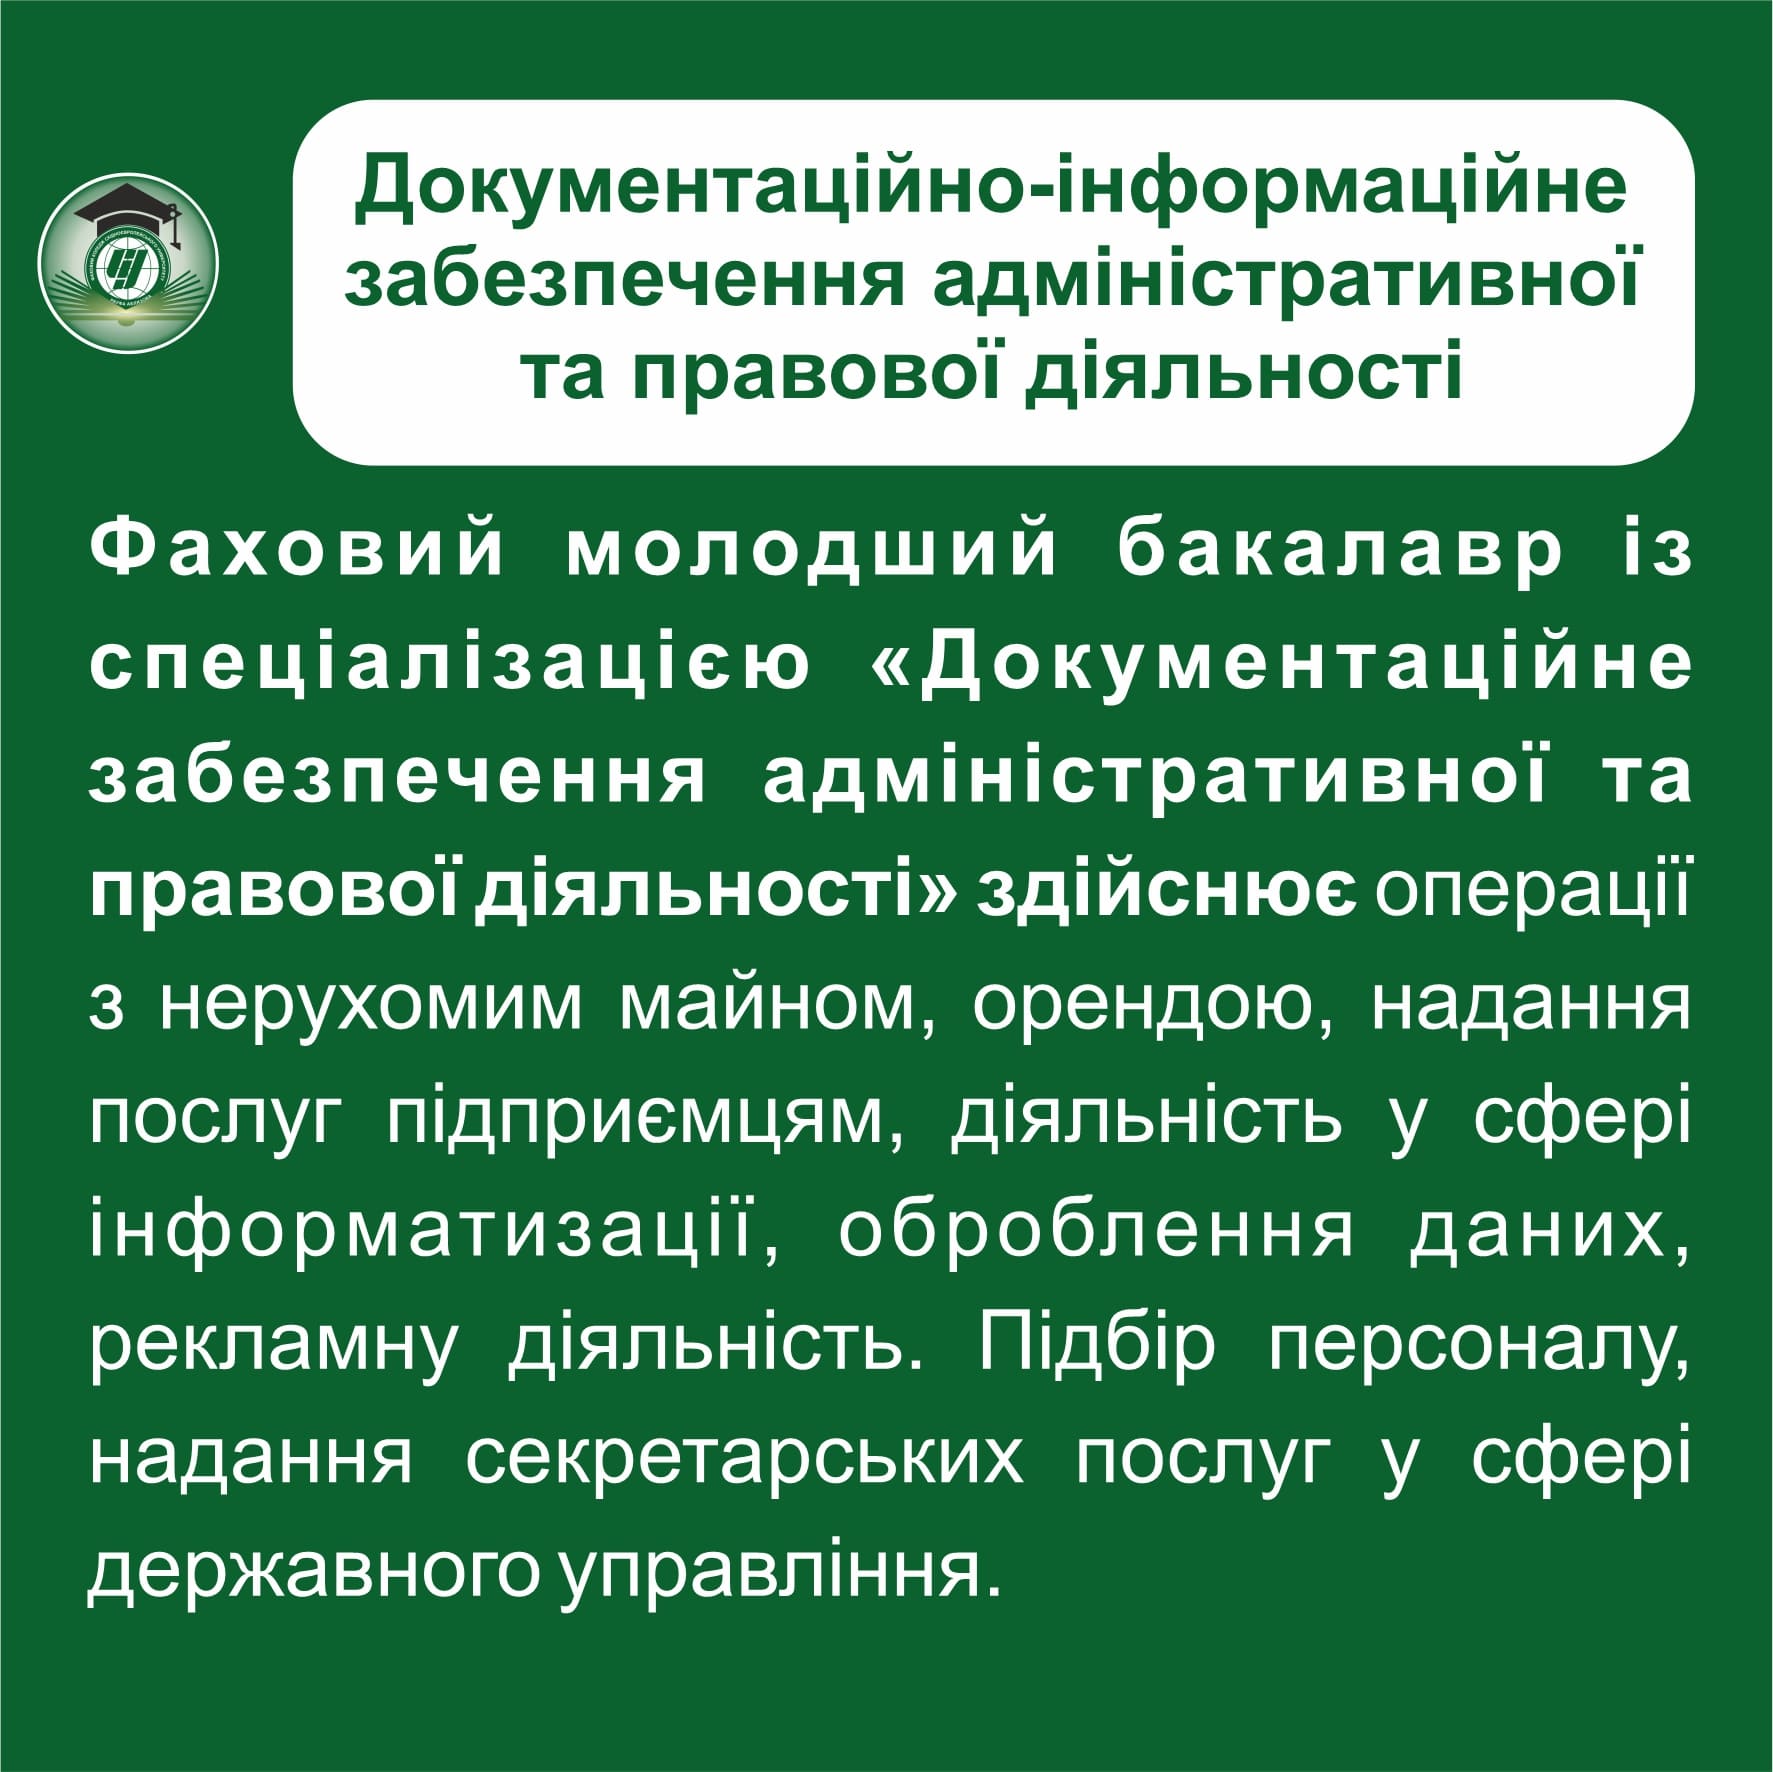 Документаційно-інформаційне
забезпечення адміністративної
та правової діяльності
Фаховий молодший бакалавр із
спеціалізацією «Документаційне
забезпечення адміністративної та
правової діяльності» здійснює операції
з нерухомим майном, орендою, надання
послуг підприємцям, діяльність у сфері
інформатизації, оброблення даних,
рекламну діяльність. Підбір персоналу,
надання секретарських послуг у сфері
державного управління.